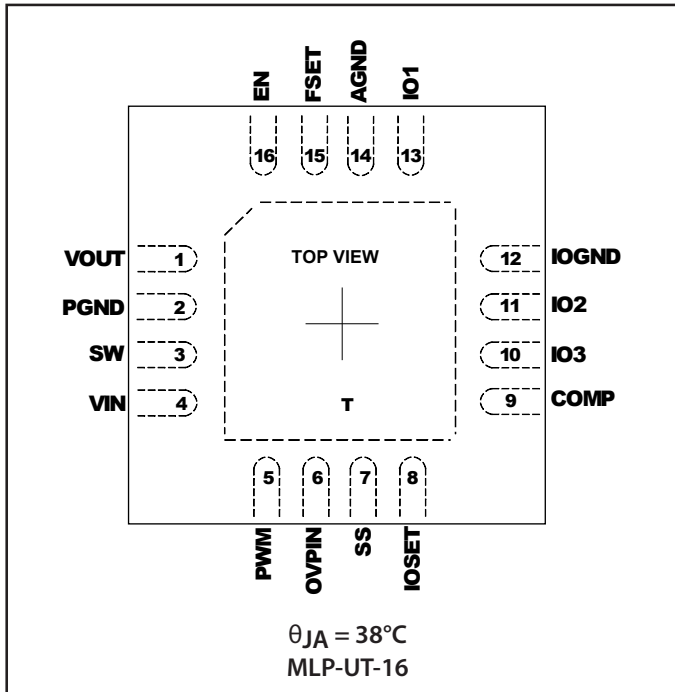 EN FSET AGND IO1
16 15 14 13
VOUT 1 TOP VIEW 12 IOGND
PGND 2 11 IO2
SW 3 10 IO3
VIN 4 T 9 COMP
5 6 7 8
PWM OVPIN SS IOSET
θJA = 38°C
MLP-UT-16